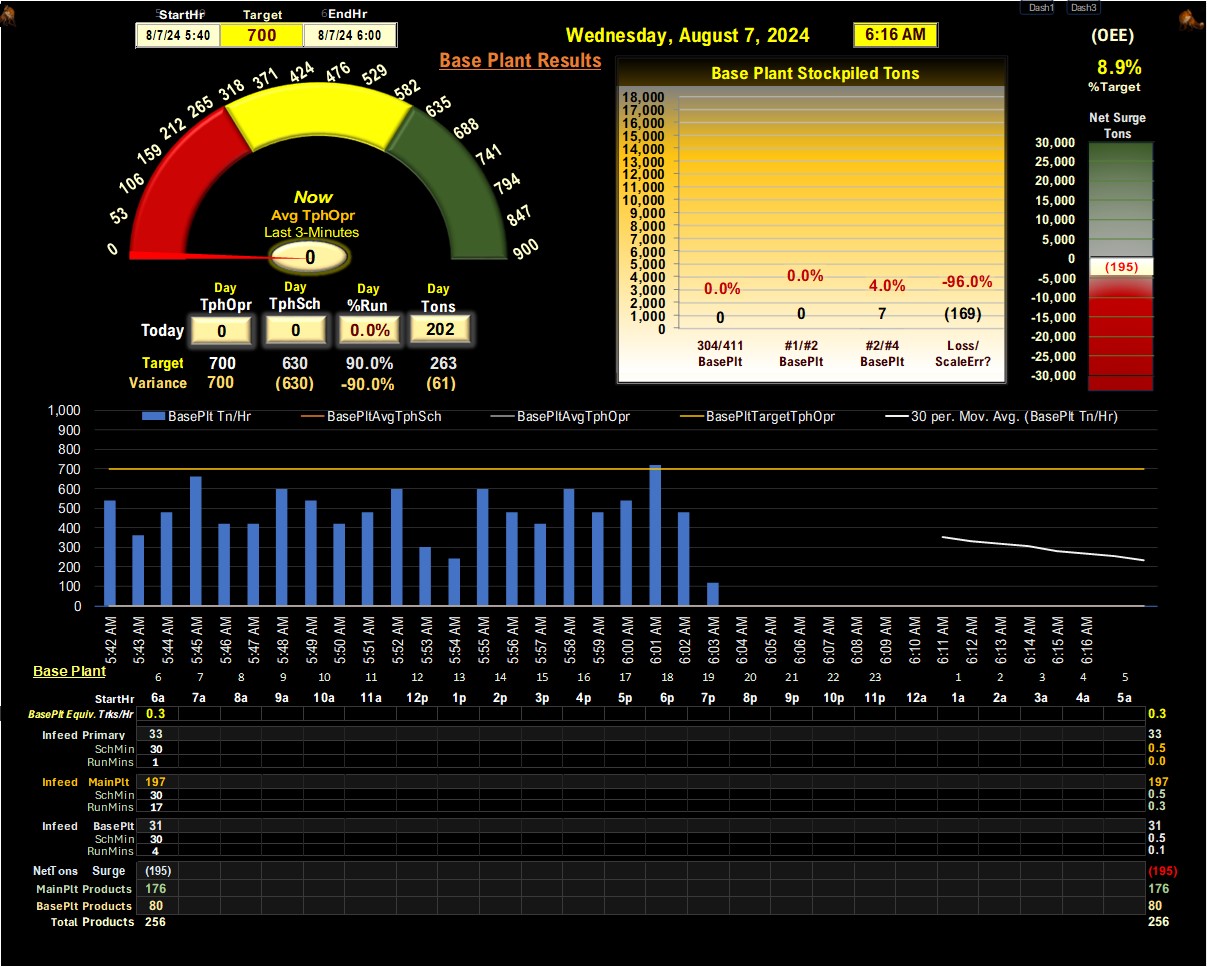 StartHr Target EndHr
8/7/24 5:40 700 8/7/24 6:00
Wednesday, August 7, 2024 6:16 AM
Dash1 Dash3
(OEE)
8.9%
%Target
Base Plant Results
0 53 106 159 212 265 318 371 424 476 529 582 635 688 741 794 847 900
Now
Avg TphOpr
Last 3-Minutes
0
Day Day Day Day
TphOpr TphSch %Run Tons
Today 0 0 0.0% 202
Target 700 630 90.0% 263
Variance 700 (630) -90.0% (61)
Base Plant Stockpiled Tons
18,000
17,000
16,000
15,000
14,000
13,000
12,000
11,000
10,000
9,000
8,000
7,000
6,000
5,000
4,000
3,000
2,000
1,000
0
0.0% 0.0% 4.0% -96.0%
0 0 7 (169)
304/411 #1/#2 #2/#4 Loss/
BasePlt BasePlt BasePlt ScaleErr?
Net Surge
Tons
30,000
25,000
20,000
15,000
10,000
5,000
0
(195)
-5,000
-10,000
-15,000
-20,000
-25,000
-30,000
BasePlt Tn/Hr BasePltAvgTphSch BasePltAvgTphOpr BasePltTargetTphOpr 30 per. Mov. Avg. (BasePlt Tn/Hr)
1,000
900
800
700
600
500
400
300
200
100
0
5:42 AM 5:43 AM 5:44 AM 5:45 AM 5:46 AM 5:47 AM 5:48 AM 5:49 AM 5:50 AM 5:51 AM 5:52 AM 5:53 AM 5:54 AM 5:55 AM 5:56 AM 5:57 AM 5:58 AM 5:59 AM 6:00 AM 6:01 AM 6:02 AM 6:03 AM 6:04 AM 6:05 AM 6:06 AM 6:07 AM 6:08 AM 6:09 AM 6:10 AM 6:11 AM 6:12 AM 6:13 AM 6:14 AM 6:15 AM 6:16 AM
Base Plant
6 7 8 9 10 11 12 13 14 15 16 17 18 19 20 21 22 23 1 2 3 4 5
StartHr 6a 7a 8a 9a 10a 11a 12p 1p 2p 3p 4p 5p 6p 7p 8p 9p 10p 11p 12a 1a 2a 3a 4a 5a
BasePlt Equiv. Trks/Hr 0.3 0.3
Infeed Primary 33 33
SchMin 30 0.5
RunMins 1 0.0
Infeed MainPlt 197 197
SchMin 30 0.5
RunMins 17 0.3
Infeed BasePlt 31 31
SchMin 30 0.5
RunMins 4 0.1
NetTons Surge (195) (195)
MainPlt Products 176 176
BasePlt Products 80 80
Total Products 256 256